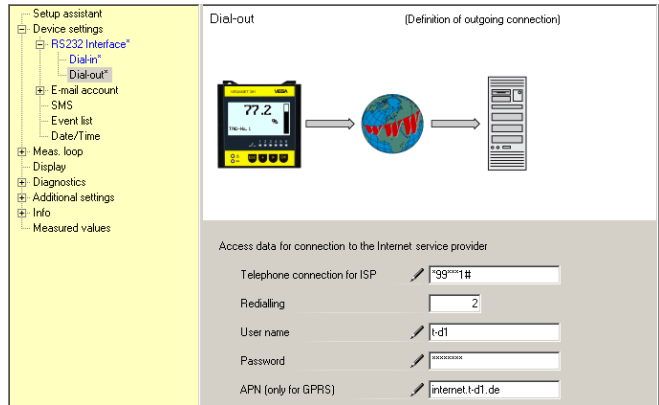 Setup assistant
Device settings
RS232 Interface*
Dial-in*
Dial-out*
E-mail account
SMS
Event list
Date/Time
Meas. loop
Display
Diagnostics
Additional settings
Info
Measured values
Dial-out (Definition of outgoing connection)
VEGA
77.2
%
TAG-No. 1
www
Access data for connection to the Internet service provider
Telephone connection for ISP *99***1#
Redialling 2
User name t-d1
Password ********
APN (only for GPRS) internet.t-d1.de